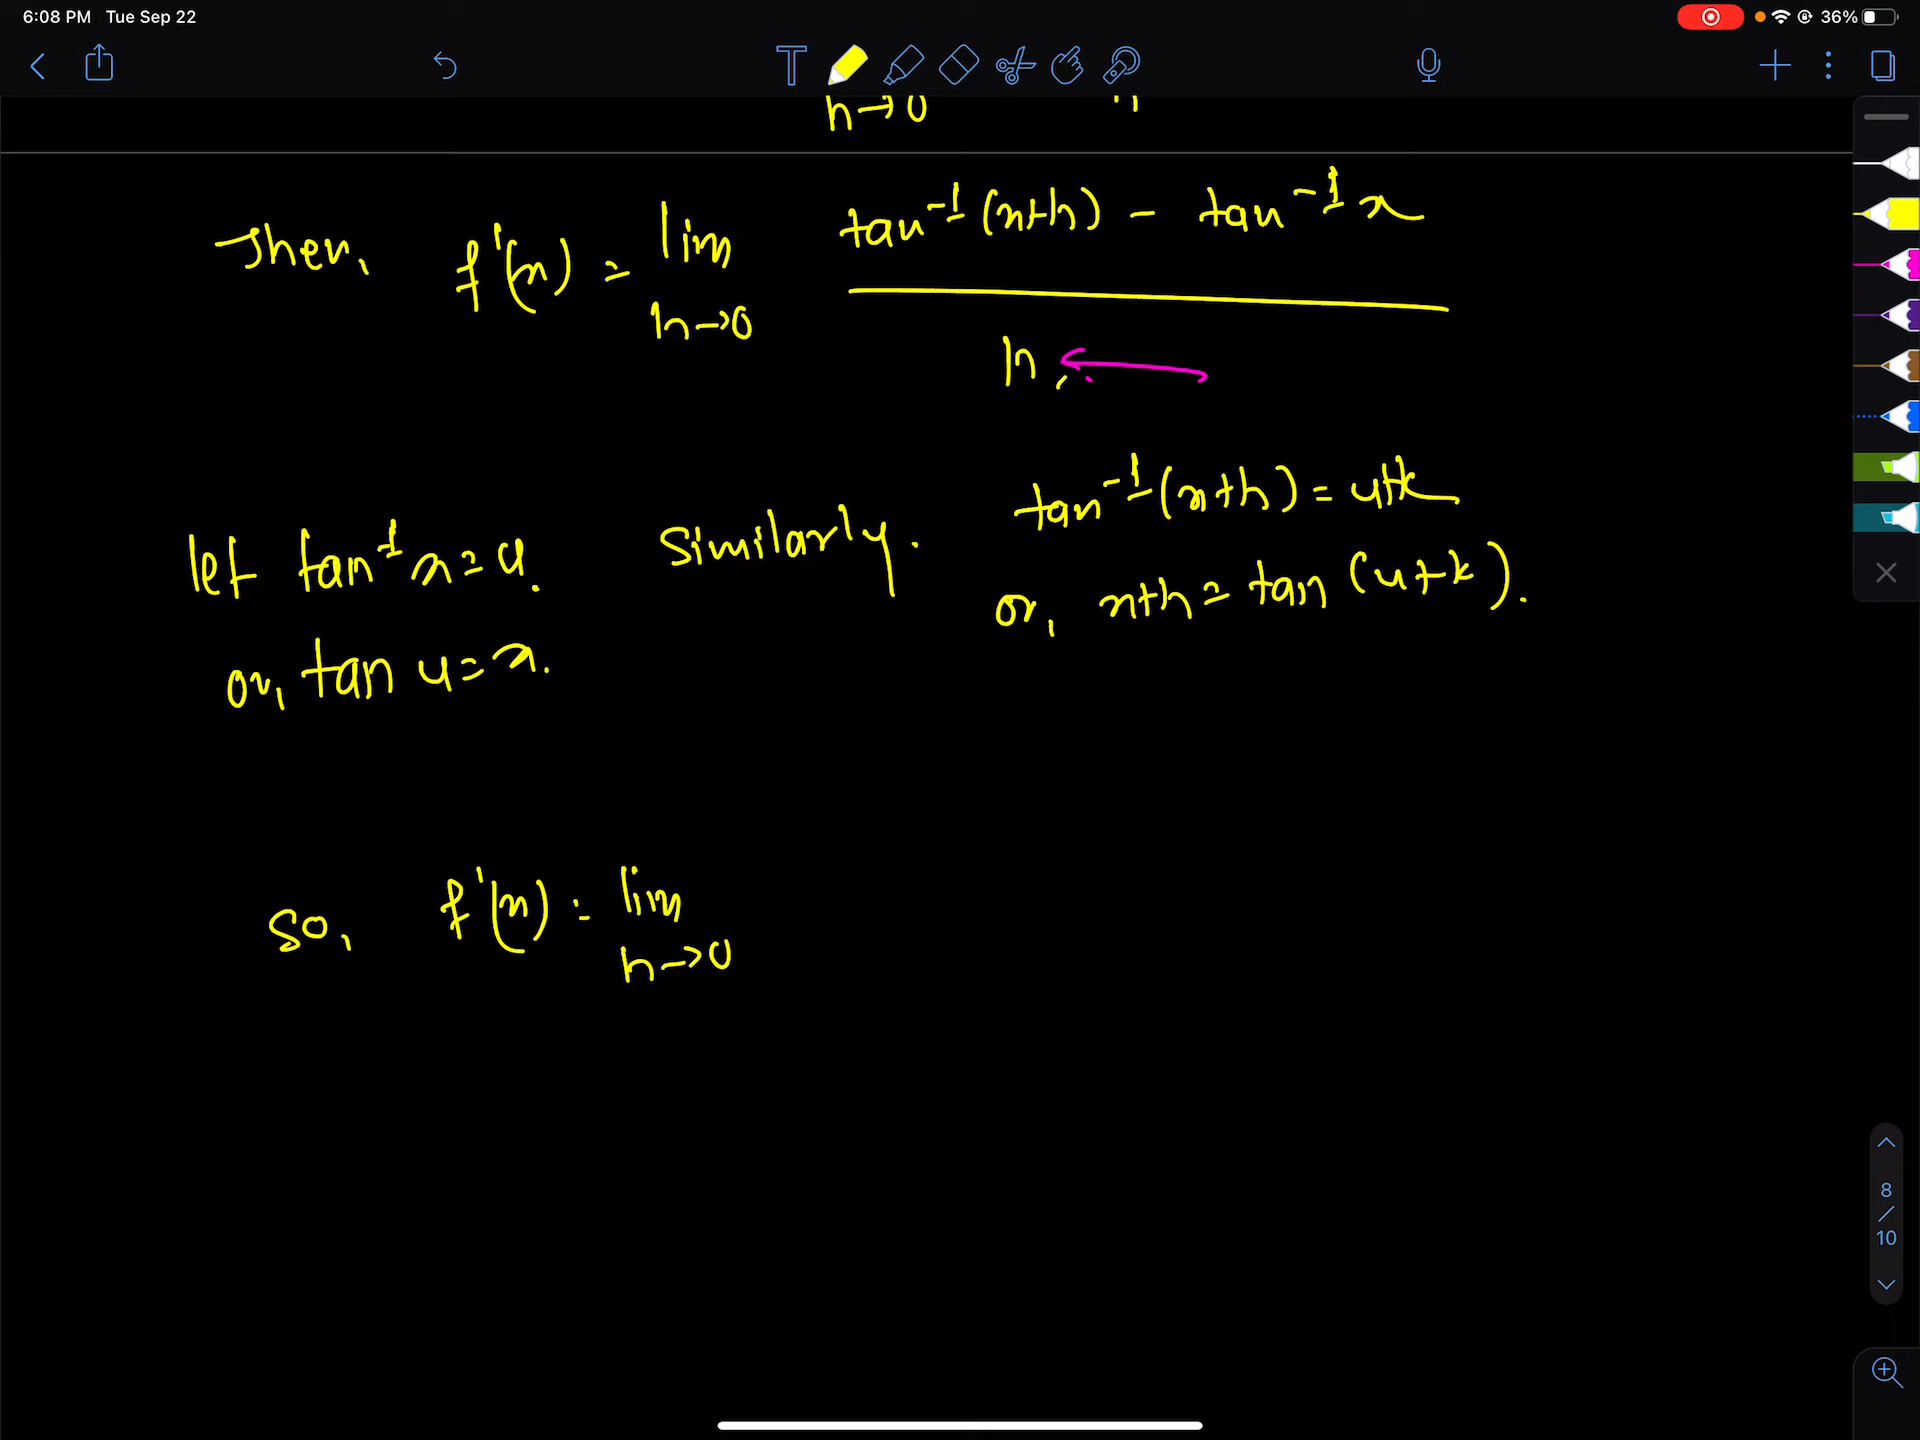 6:08 PM Tue Sep 22 36%
h→0
Then, f'(x) = lim h→0 tan⁻¹(x+h) - tan⁻¹x
h
let tan⁻¹x = u. Similarly. tan⁻¹(x+h) = u+k
or, tan u = x. or, x+h = tan (u+k).
So, f'(x) = lim
h→0
8
/
10